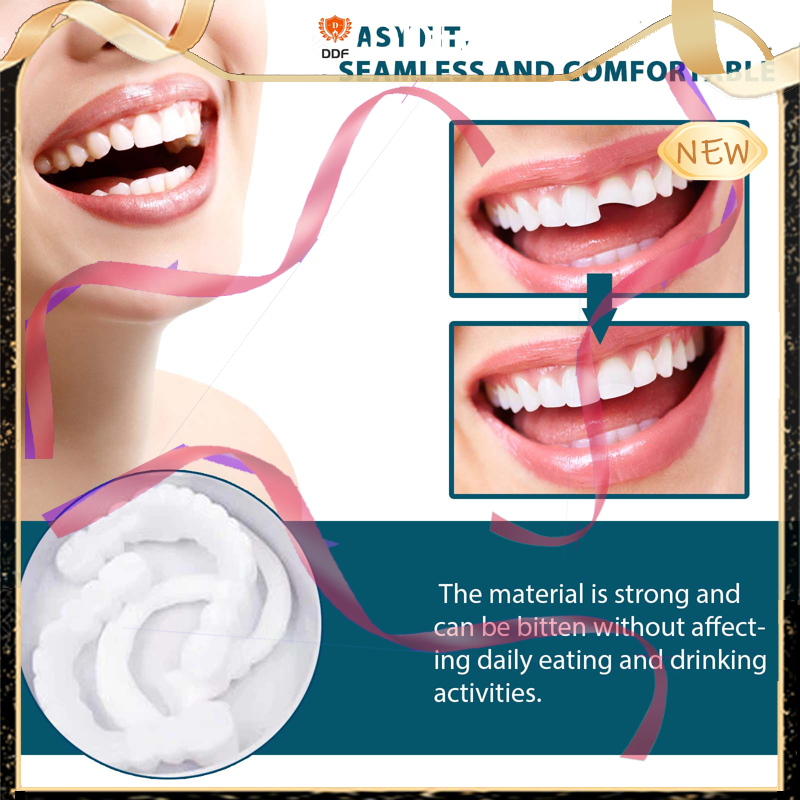 DDF
SEAMLESS AND COMFORTABLE
NEW
The material is strong and
can be bitten without affect-
ing daily eating and drinking
activities.